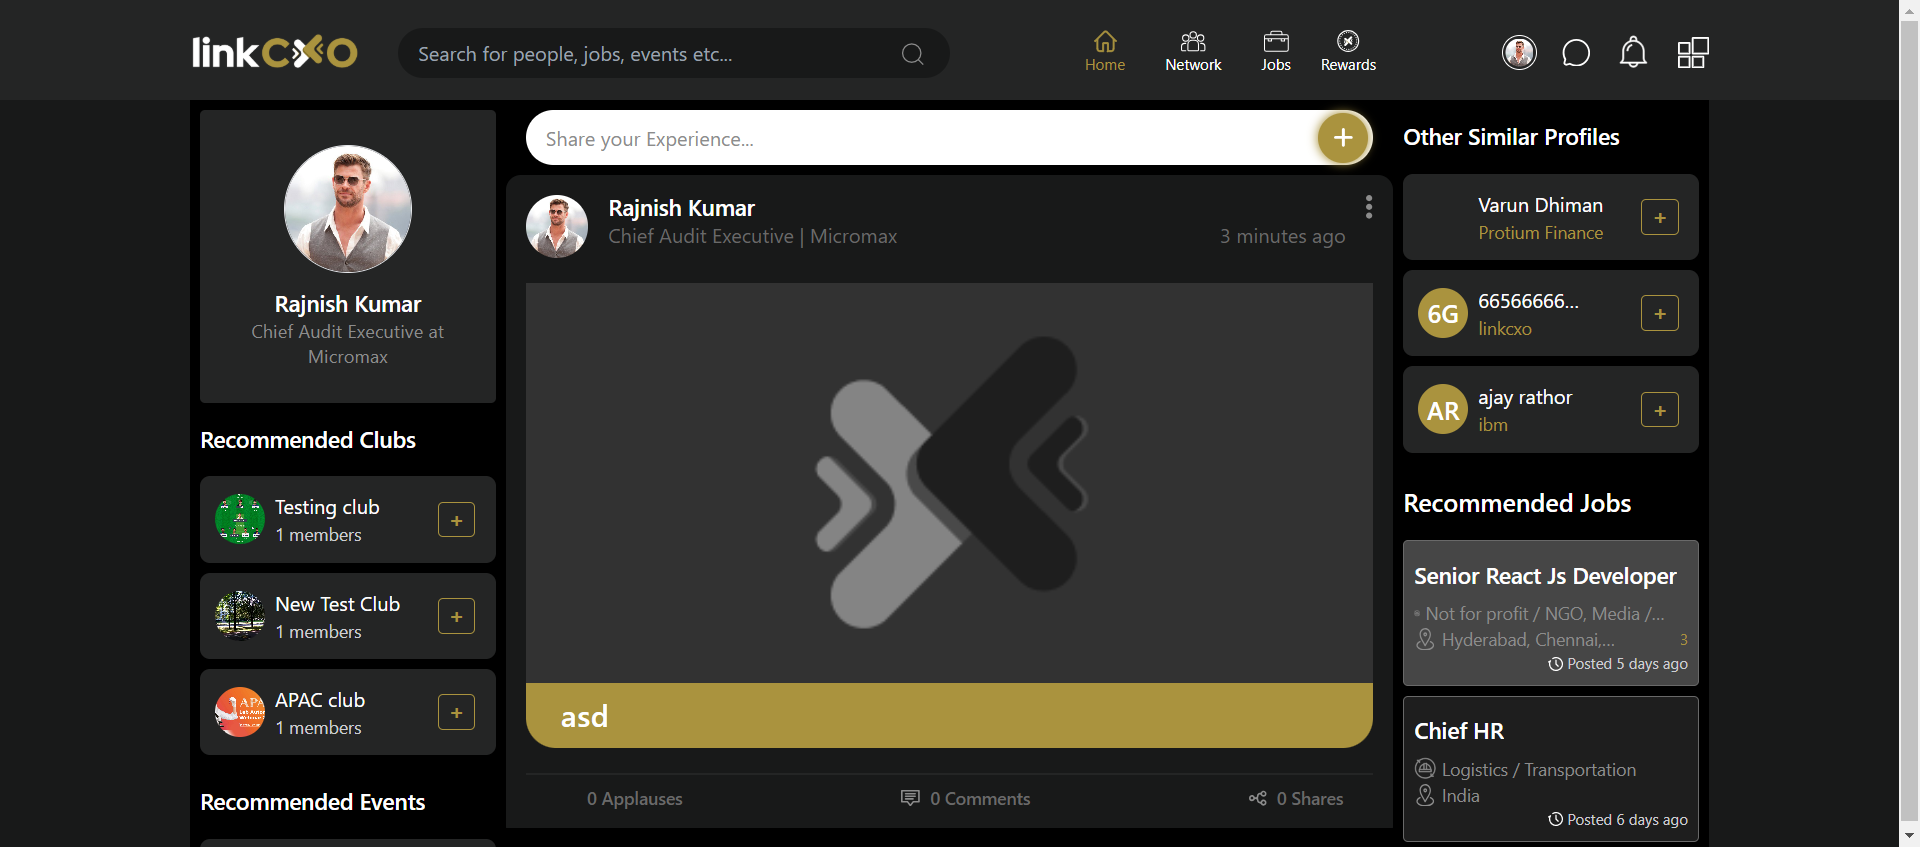 linkcxo
Search for people, jobs, events etc...
Home
Network
Jobs
Rewards
Rajnish Kumar
Chief Audit Executive at
Micromax
Recommended Clubs
Testing club
1 members
+
New Test Club
1 members
+
APAC club
1 members
+
Recommended Events
Share your Experience...
+
Rajnish Kumar
Chief Audit Executive | Micromax
3 minutes ago
asd
0 Applauses
0 Comments
0 Shares
Other Similar Profiles
Varun Dhiman
Protium Finance
+
6G
66566666...
linkcxo
+
AR
ajay rathor
ibm
+
Recommended Jobs
Senior React Js Developer
Not for profit / NGO, Media /...
Hyderabad, Chennai,...
3
Posted 5 days ago
Chief HR
Logistics / Transportation
India
Posted 6 days ago